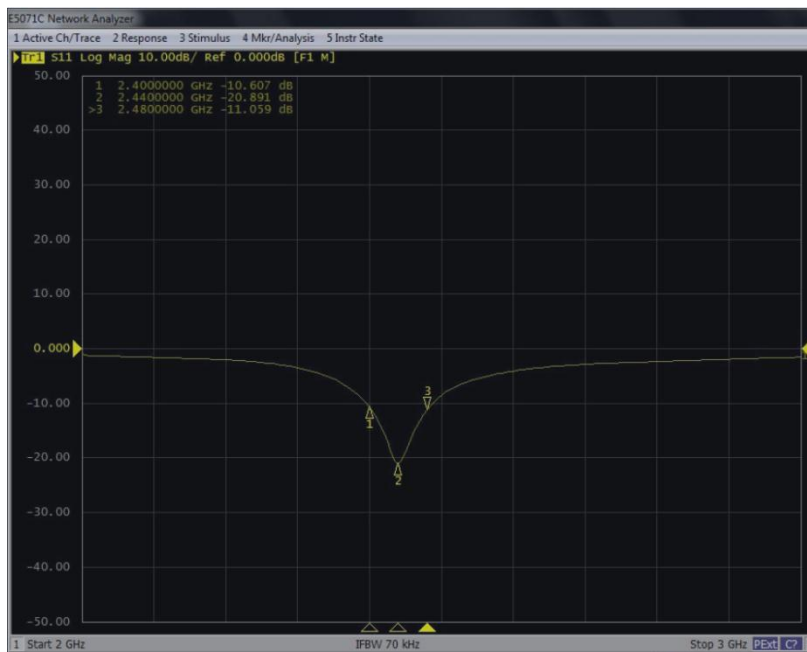 E5071C Network Analyzer
1 Active Ch/Trace 2 Response 3 Stimulus 4 Mkr/Analysis 5 Instr State
Tr1 S11 Log Mag 10.00dB/ Ref 0.000dB [F1 M]
50.00
1 2.4000000 GHz -10.607 dB
2 2.4400000 GHz -20.891 dB
>3 2.4800000 GHz -11.059 dB
40.00
30.00
20.00
10.00
0.000
1
3
-10.00
1
-20.00
2
-30.00
-40.00
-50.00
1 Start 2 GHz IFBW 70 kHz Stop 3 GHz PExt C?